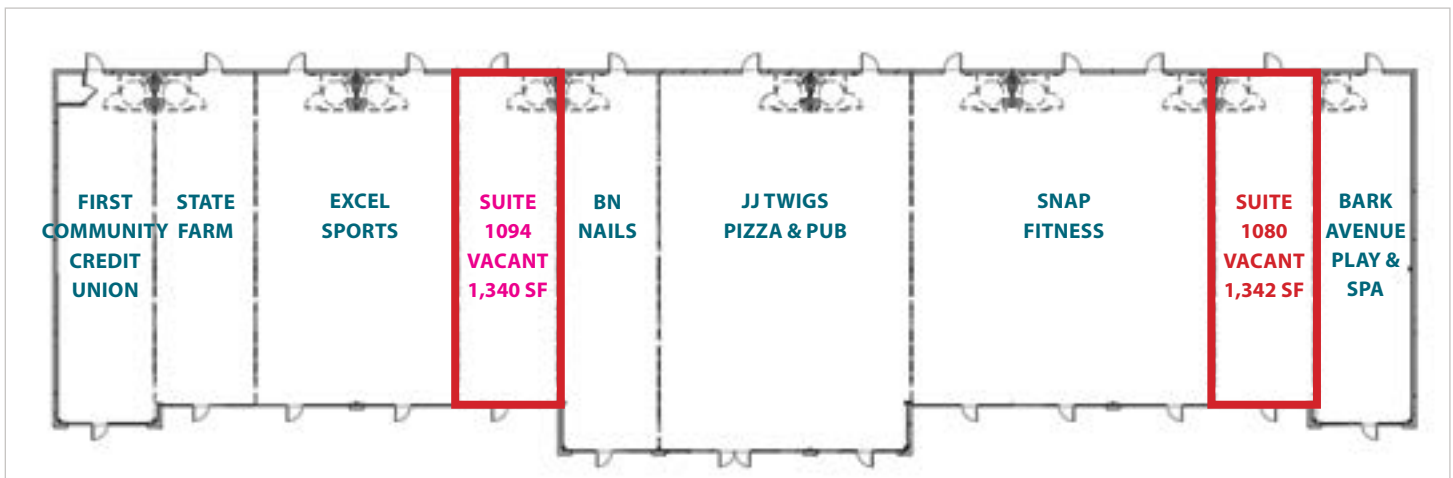 FIRST
COMMUNITY
CREDIT
UNION
STATE
FARM
EXCEL
SPORTS
SUITE
1094
VACANT
1,340 SF
BN
NAILS
JJ TWIGS
PIZZA & PUB
SNAP
FITNESS
SUITE
1080
VACANT
1,342 SF
BARK
AVENUE
PLAY &
SPA